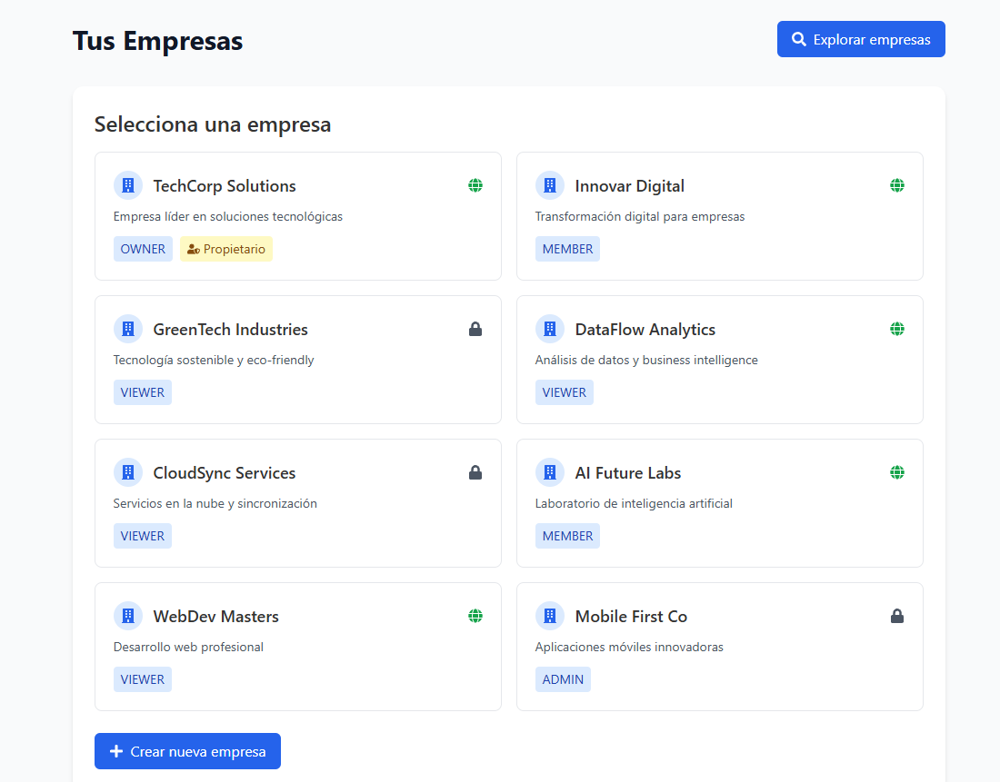 Tus Empresas
Explorar empresas
Selecciona una empresa
TechCorp Solutions
Empresa líder en soluciones tecnológicas
OWNER
Propietario
Innovar Digital
Transformación digital para empresas
MEMBER
GreenTech Industries
Tecnología sostenible y eco-friendly
VIEWER
DataFlow Analytics
Análisis de datos y business intelligence
VIEWER
CloudSync Services
Servicios en la nube y sincronización
VIEWER
AI Future Labs
Laboratorio de inteligencia artificial
MEMBER
WebDev Masters
Desarrollo web profesional
VIEWER
Mobile First Co
Aplicaciones móviles innovadoras
ADMIN
Crear nueva empresa